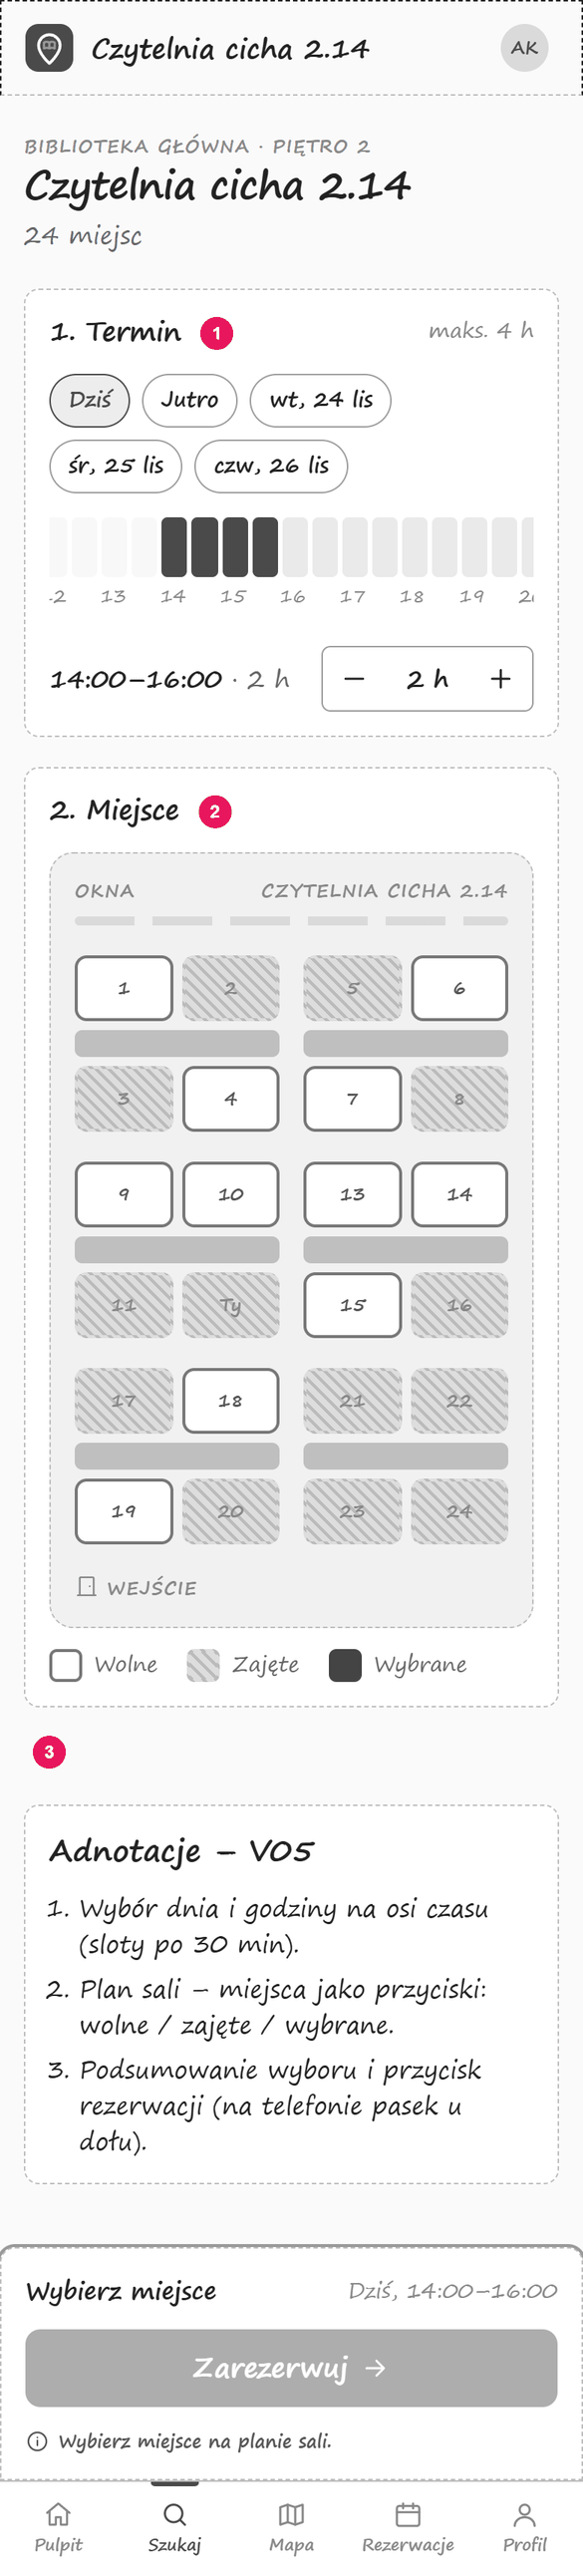 Czytelnia cicha 2.14
AK
BIBLIOTEKA GŁÓWNA · PIĘTRO 2
Czytelnia cicha 2.14
24 miejsc
1. Termin 1 maks. 4 h
Dziś Jutro wt, 24 lis
śr, 25 lis czw, 26 lis
13 14 15 16 17 18 19
14:00–16:00 · 2 h − 2 h +
2. Miejsce 2
OKNA CZYTELNIA CICHA 2.14
1 2 5 6
3 4 7 8
9 10 13 14
11 Ty 15 16
17 18 21 22
19 20 23 24
WEJŚCIE
Wolne Zajęte Wybrane
3
Adnotacje – V05
1. Wybór dnia i godziny na osi czasu
(sloty po 30 min).
2. Plan sali – miejsca jako przyciski:
wolne / zajęte / wybrane.
3. Podsumowanie wyboru i przycisk
rezerwacji (na telefonie pasek u
dołu).
Wybierz miejsce Dziś, 14:00–16:00
Zarezerwuj →
Wybierz miejsce na planie sali.
Pulpit Szukaj Mapa Rezerwacje Profil